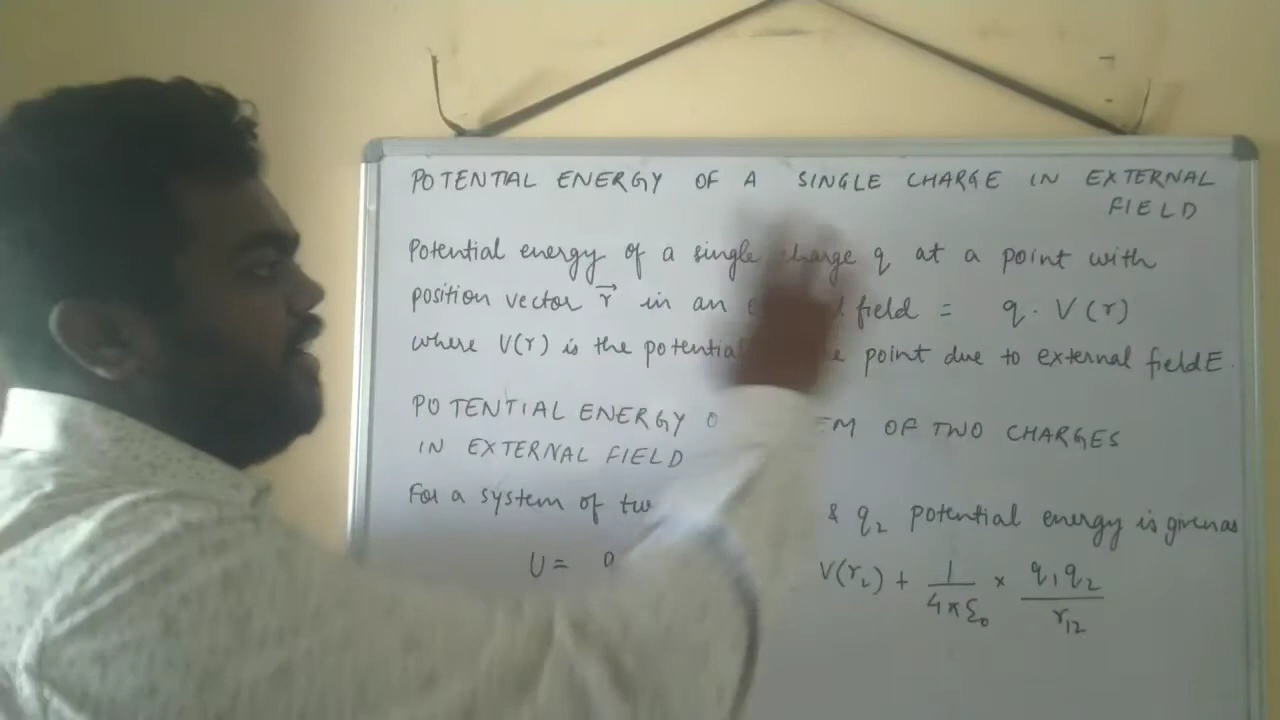 POTENTIAL ENERGY OF A SINGLE CHARGE IN EXTERNAL
FIELD
Potential energy of a single charge q at a point with
position vector r⃗ in an field = q. V(r)
where V(r) is the potential point due to external field E.
POTENTIAL ENERGY OF TWO CHARGES
IN EXTERNAL FIELD
For a system of & q₂ potential energy is given as
U = V(r₂) + 1/4πε₀ × q₁q₂/r₁₂